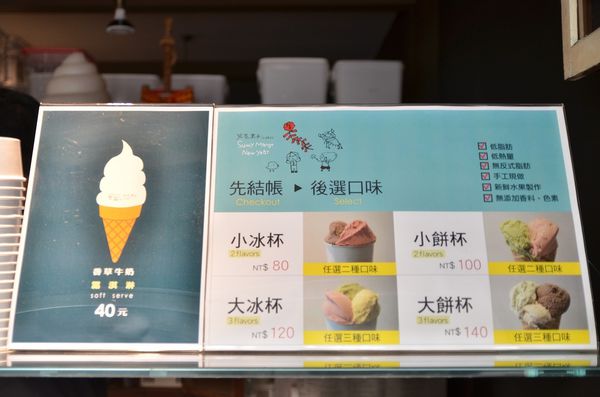 香草牛奶
霜淇淋
soft serve
40元
Sunny Mango
New Year
先結帳 ▶ 後選口味
Checkout Select
低脂肪
低熱量
無反式脂肪
手工現做
新鮮水果製作
無添加香料、色素
小冰杯
2 flavors
NT$ 80
任選二種口味
小餅杯
2 flavors
NT$ 100
任選二種口味
大冰杯
3 flavors
NT$ 120
任選三種口味
大餅杯
3 flavors
NT$ 140
任選三種口味